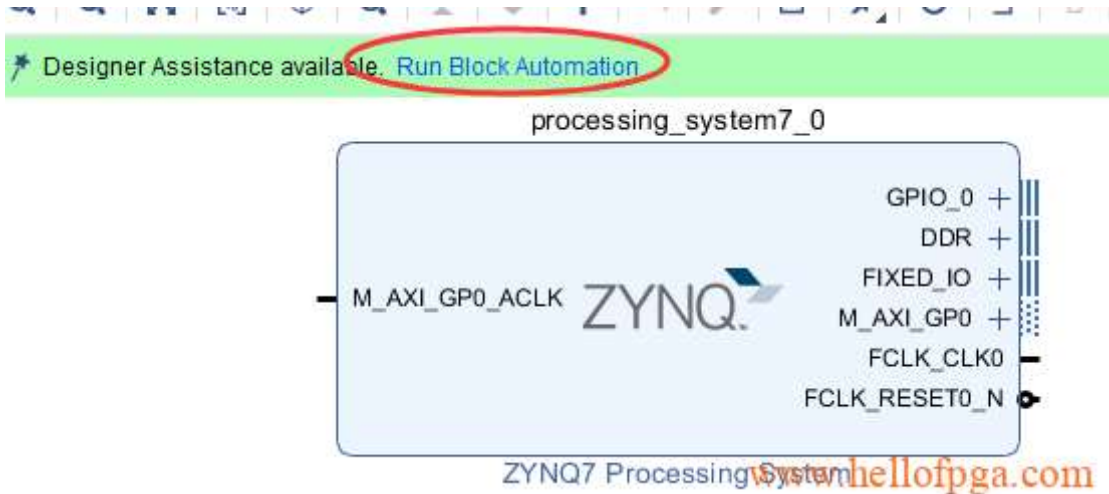 Designer Assistance available. Run Block Automation
processing_system7_0
GPIO_0
DDR
FIXED_IO
M_AXI_GP0_ACLK
ZYNQ.
M_AXI_GP0
FCLK_CLK0
FCLK_RESET0_N
ZYNQ7 Processing System
www.hellofpga.com